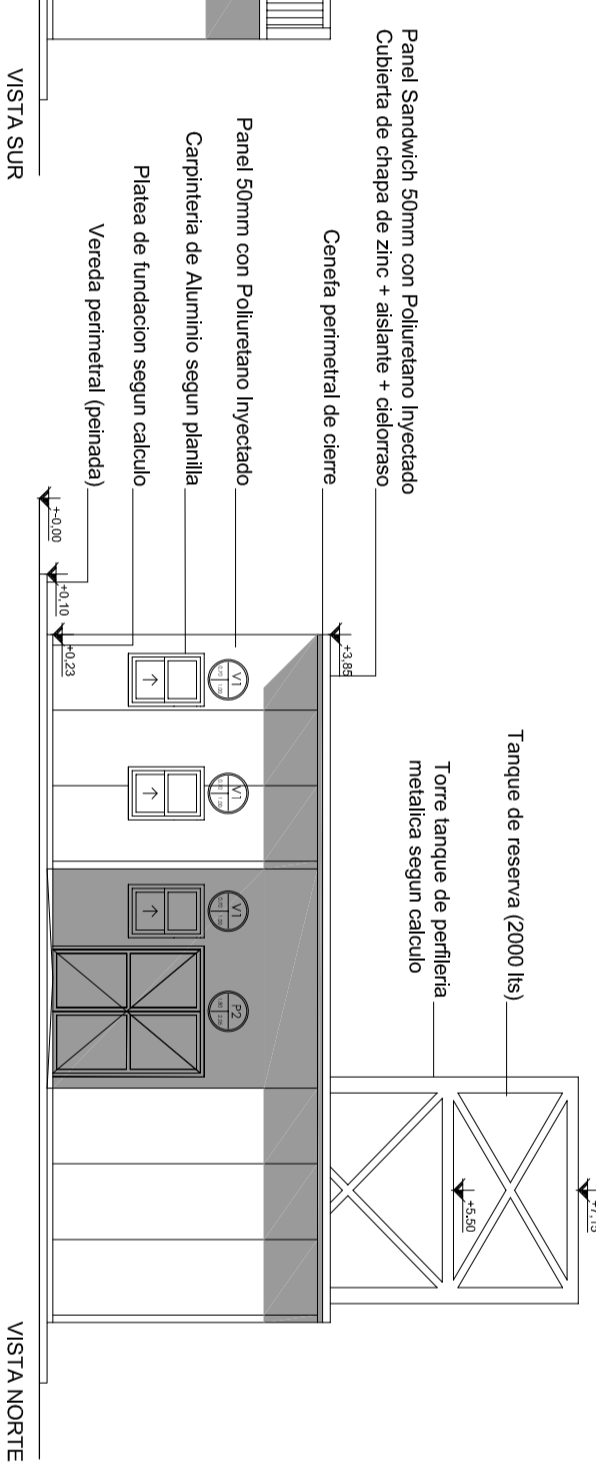 Tanque de reserva (2000 lts)
Torre tanque de perfileria
metalica segun calculo
Panel Sandwich 50mm con Poliuretano Inyectado
Cubierta de chapa de zinc + aislante + cielorraso
Cenefa perimetral de cierre
Panel 50mm con Poliuretano Inyectado
Carpinteria de Aluminio segun planilla
Platea de fundacion segun calculo
Vereda perimetral (peinada)
+5.50
+3,85
V1
V1
V1
P2
+-0,00
+0,10
+0,23
VISTA SUR
VISTA NORTE